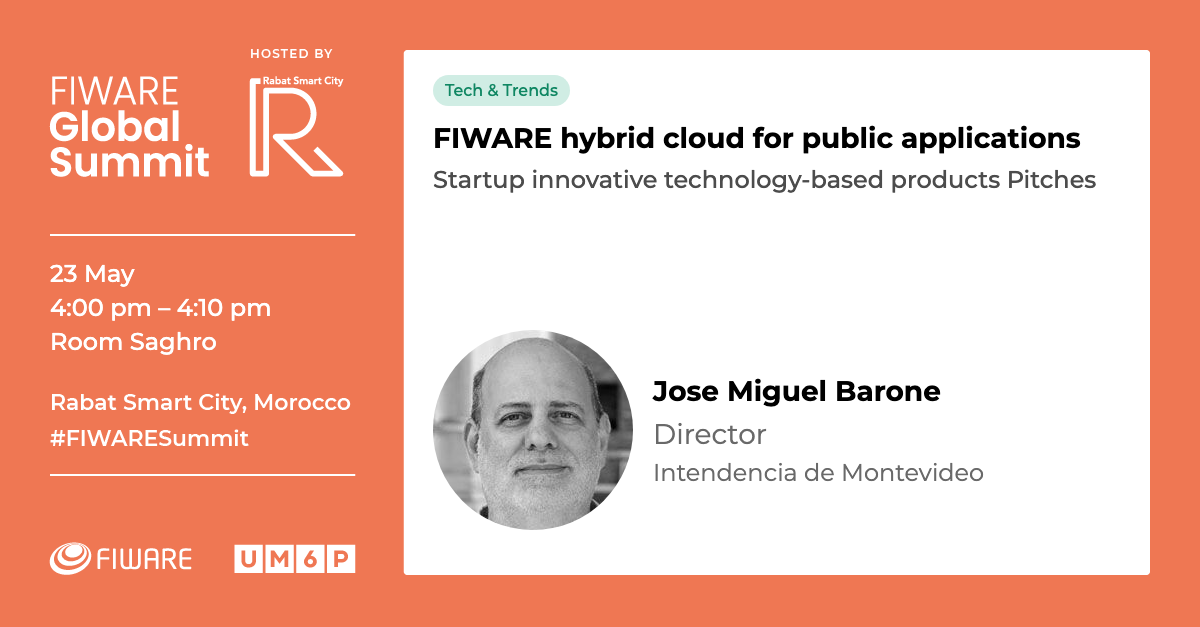 HOSTED BY
FIWARE
Global
Summit
Rabat Smart City
R
23 May
4:00 pm – 4:10 pm
Room Saghro
Rabat Smart City, Morocco
#FIWARESummit
FIWARE
UM6P
Tech & Trends
FIWARE hybrid cloud for public applications
Startup innovative technology-based products Pitches
Jose Miguel Barone
Director
Intendencia de Montevideo